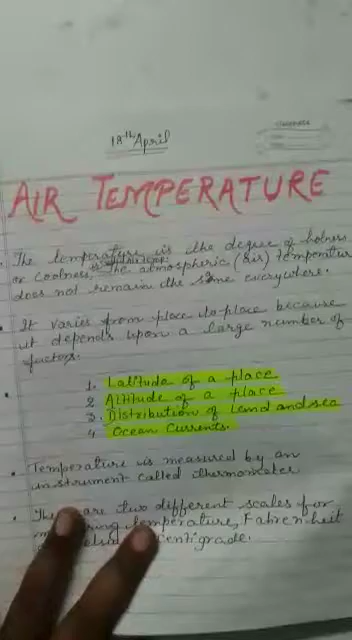 18th April
classmate
AIR TEMPERATURE
The temperature is the degree of hotness
or coolness. The atmospheric (air) temperature
does not remain the same everywhere.
It varies from place to place because
it depends upon a large number of
factors.
1. Latitude of a place
2 Altitude of a place
3. Distribution of Land and sea
4 Ocean Currents.
Temperature is measured by an
instrument called thermometer
are two different scales for
temperature, Fahrenheit
centigrade.